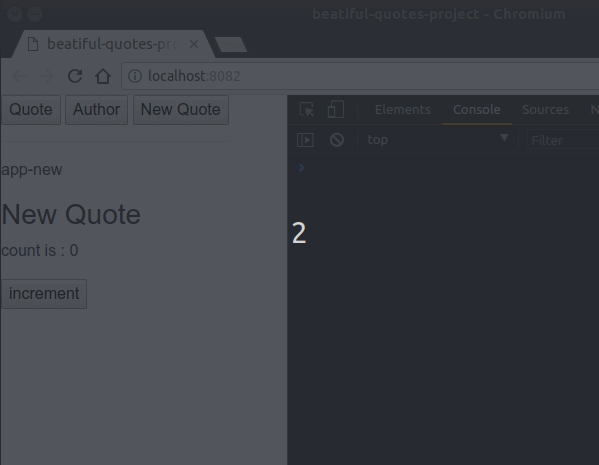 beatiful-quotes-project - Chromium
beatiful-quotes-pro
localhost:8082
Quote Author New Quote
Elements Console Sources N
top Filter
app-new
New Quote
count is : 0
increment
2